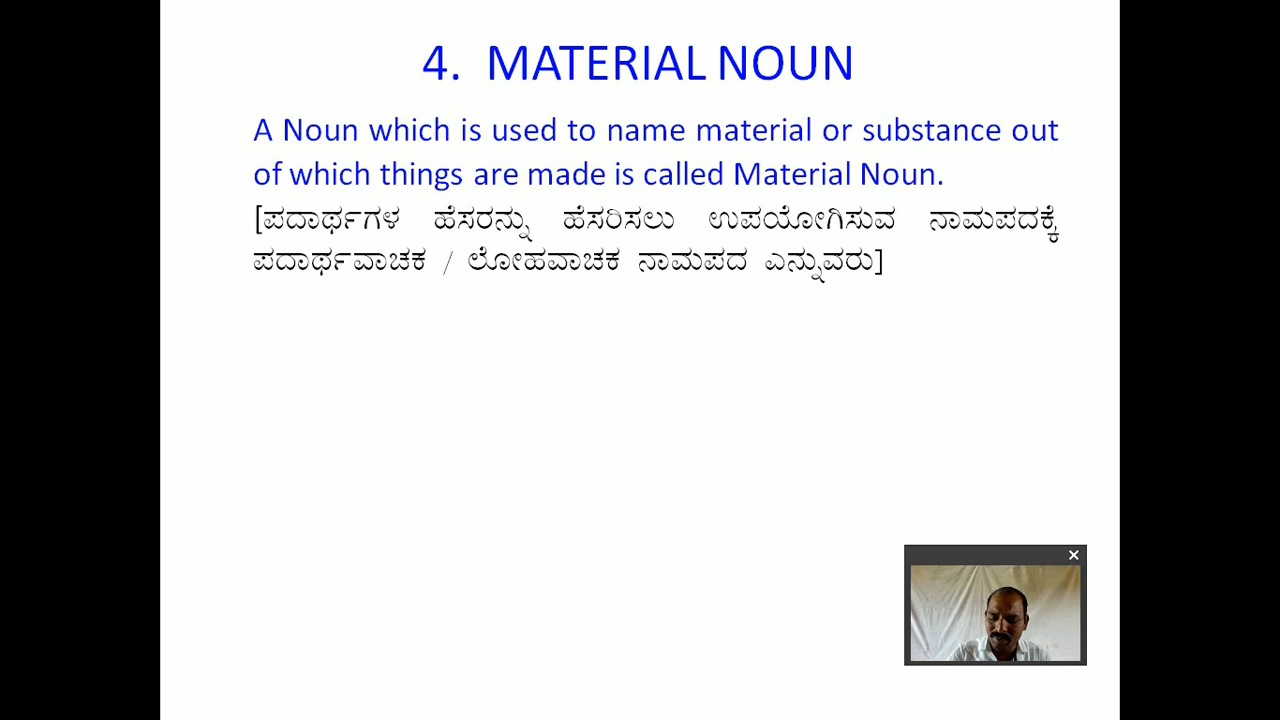 4. MATERIAL NOUN
A Noun which is used to name material or substance out
of which things are made is called Material Noun.
[ಪದಾರ್ಥಗಳ ಹೆಸರನ್ನು ಹೆಸರಿಸಲು ಉಪಯೋಗಿಸುವ ನಾಮಪದಕ್ಕೆ
ಪದಾರ್ಥವಾಚಕ / ಲೋಹವಾಚಕ ನಾಮಪದ ಎನ್ನುವರು]